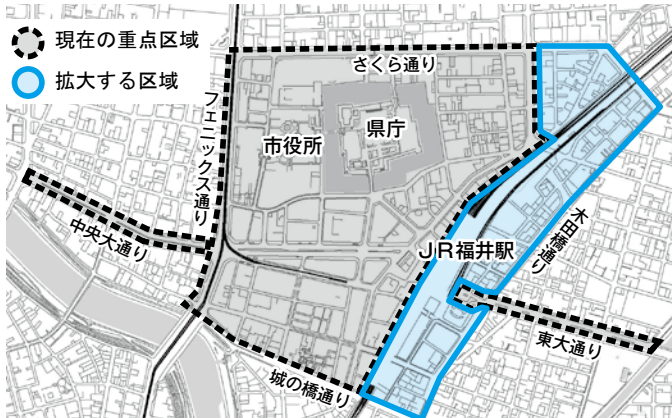 現在の重点区域
拡大する区域
さくら通り
フェニックス通り
市役所
県庁
中央大通り
JR福井駅
木田橋通り
東大通り
城の橋通り